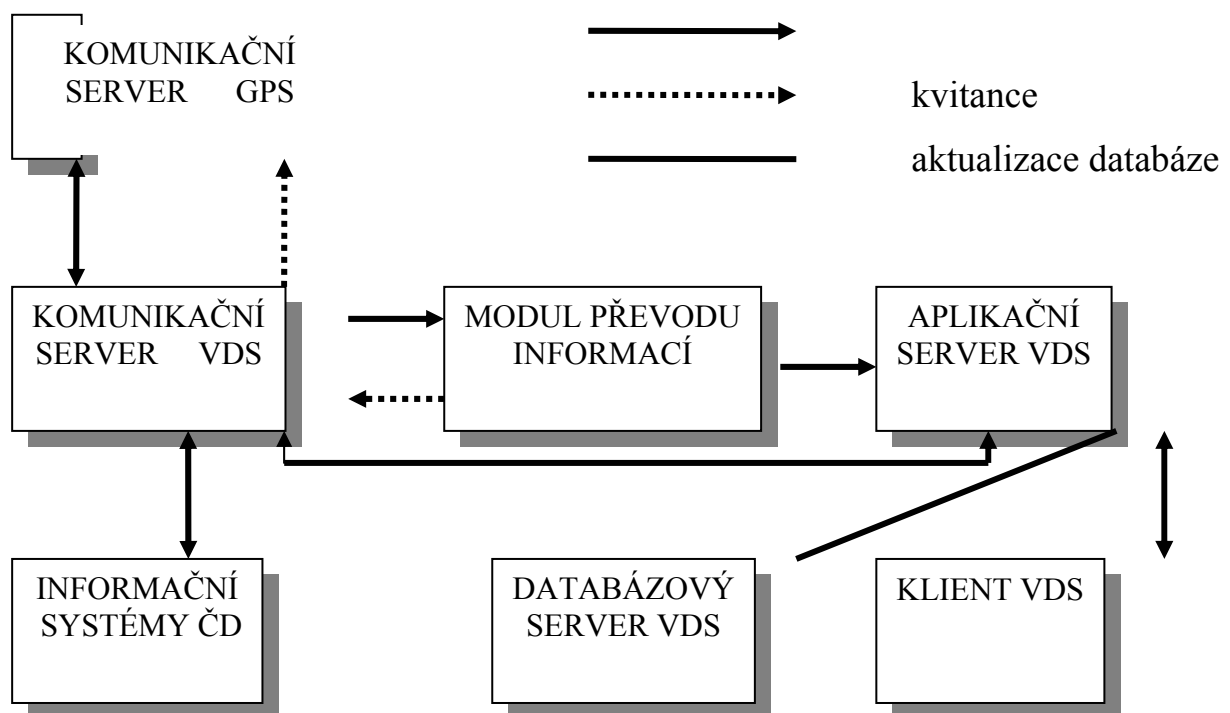 KOMUNIKAČNÍ
SERVER GPS
kvitance
aktualizace databáze
KOMUNIKAČNÍ
SERVER VDS
MODUL PŘEVODU
INFORMACÍ
APLIKAČNÍ
SERVER VDS
INFORMAČNÍ
SYSTÉMY ČD
DATABÁZOVÝ
SERVER VDS
KLIENT VDS